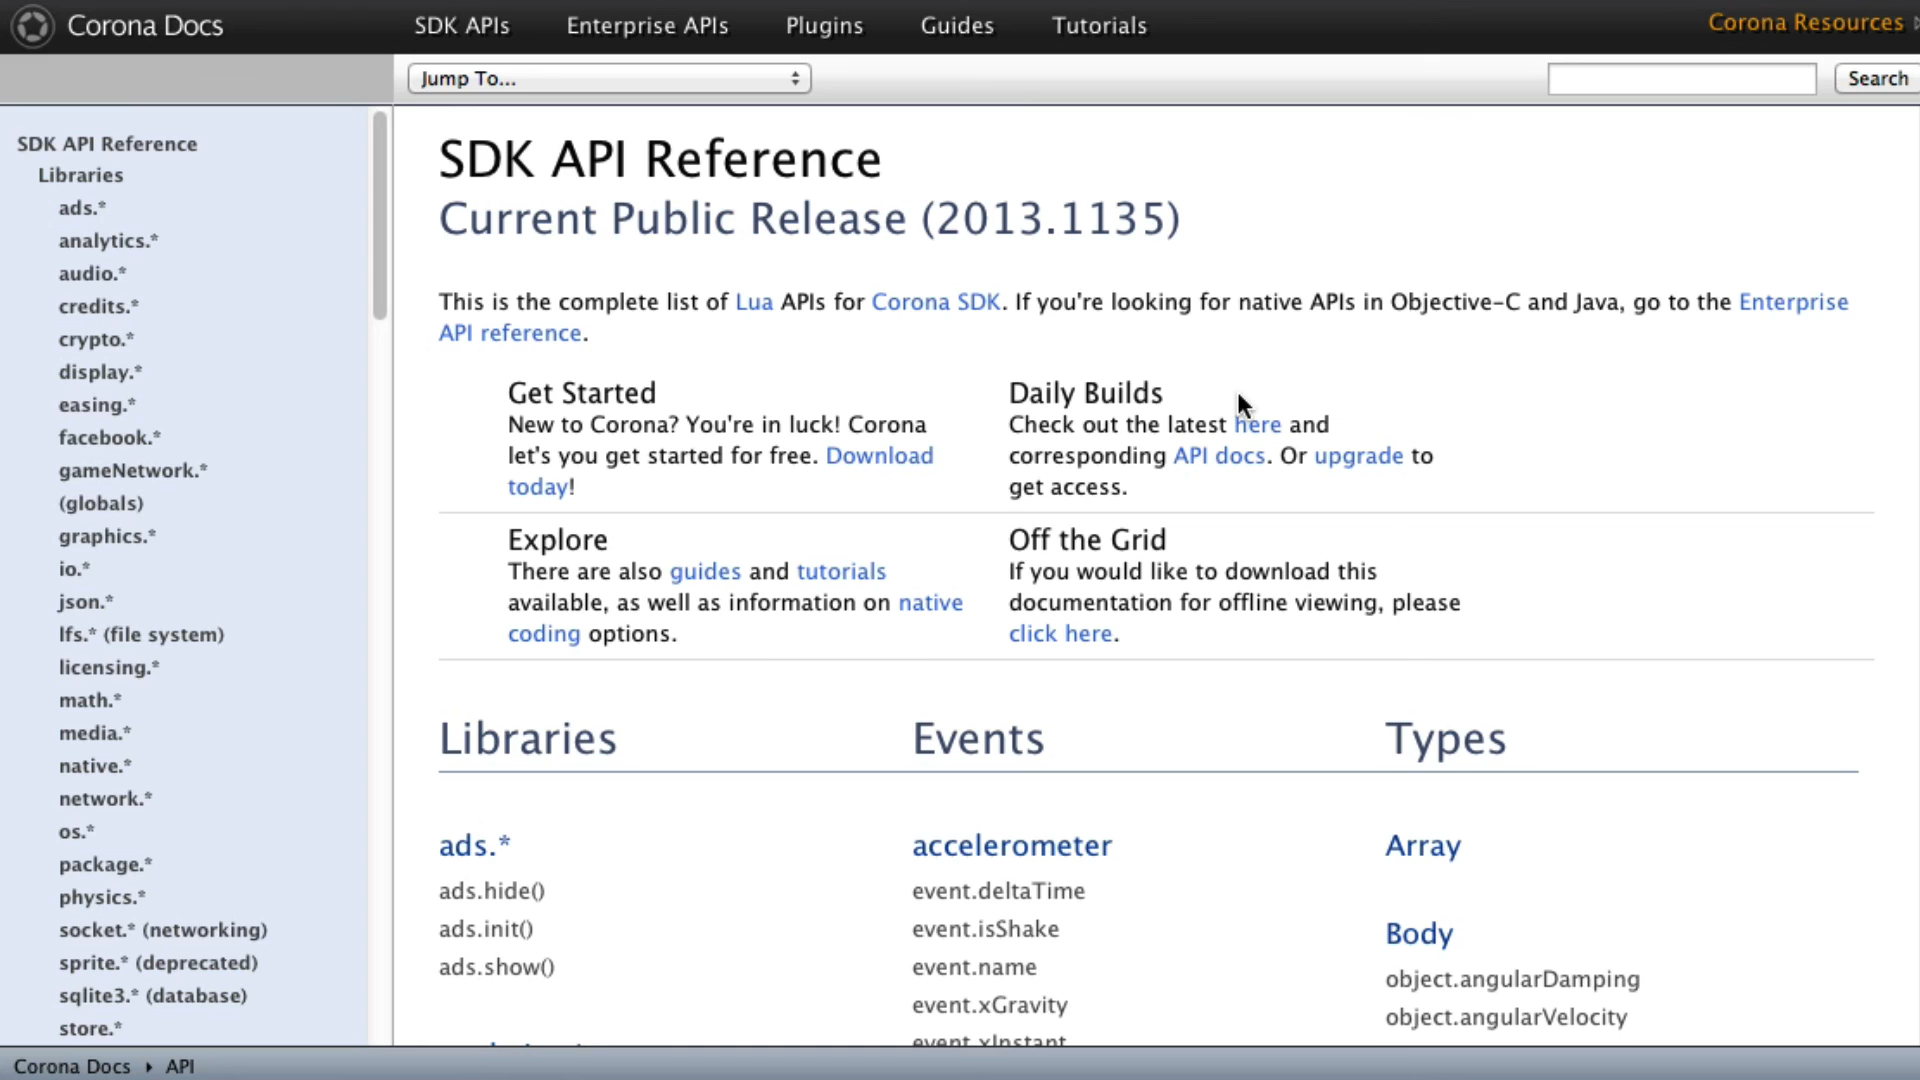 Corona Docs
SDK APIs
Enterprise APIs
Plugins
Guides
Tutorials
Corona Resources
Jump To...
Search
SDK API Reference
Libraries
ads.*
analytics.*
audio.*
credits.*
crypto.*
display.*
easing.*
facebook.*
gameNetwork.*
(globals)
graphics.*
io.*
json.*
lfs.* (file system)
licensing.*
math.*
media.*
native.*
network.*
os.*
package.*
physics.*
socket.* (networking)
sprite.* (deprecated)
sqlite3.* (database)
store.*
SDK API Reference
Current Public Release (2013.1135)
This is the complete list of Lua APIs for Corona SDK. If you're looking for native APIs in Objective-C and Java, go to the Enterprise
API reference.
Get Started
New to Corona? You're in luck! Corona
let's you get started for free. Download
today!
Daily Builds
Check out the latest here and
corresponding API docs. Or upgrade to
get access.
Explore
There are also guides and tutorials
available, as well as information on native
coding options.
Off the Grid
If you would like to download this
documentation for offline viewing, please
click here.
Libraries
ads.*
ads.hide()
ads.init()
ads.show()
Events
accelerometer
event.deltaTime
event.isShake
event.name
event.xGravity
event.xInstant
Types
Array
Body
object.angularDamping
object.angularVelocity
Corona Docs
API